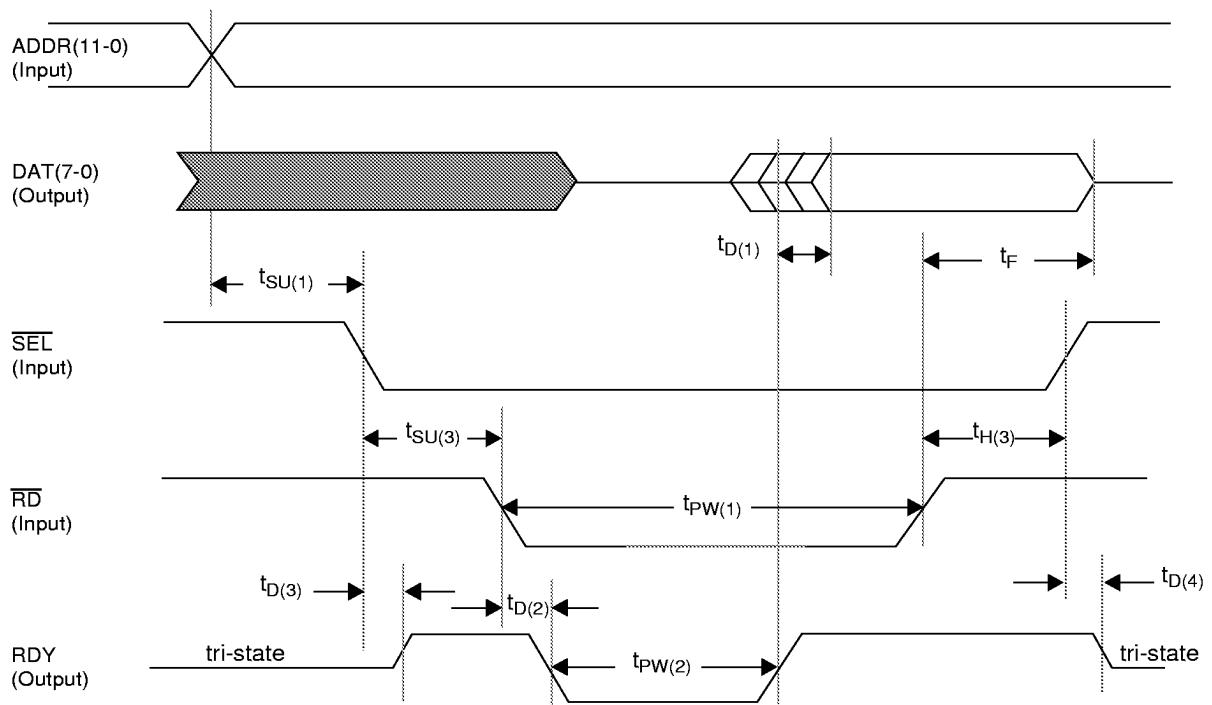 ADDR(11-0)
(Input)
DAT(7-0)
(Output)
tD(1)
tF
tSU(1)
SEL
(Input)
tSU(3)
tH(3)
RD
(Input)
tPW(1)
tD(3)
tD(2)
tD(4)
RDY
(Output)
tri-state
tPW(2)
tri-state